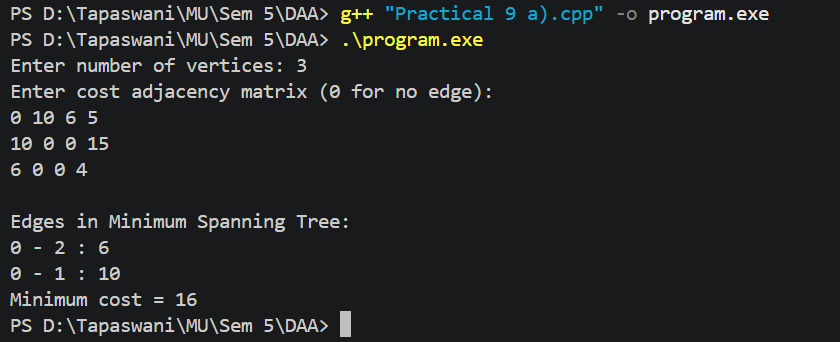 PS D:\Tapaswani\MU\Sem 5\DAA> g++ "Practical 9 a).cpp" -o program.exe
PS D:\Tapaswani\MU\Sem 5\DAA> .\program.exe
Enter number of vertices: 3
Enter cost adjacency matrix (0 for no edge):
0 10 6 5
10 0 0 15
6 0 0 4
Edges in Minimum Spanning Tree:
0 - 2 : 6
0 - 1 : 10
Minimum cost = 16
PS D:\Tapaswani\MU\Sem 5\DAA>